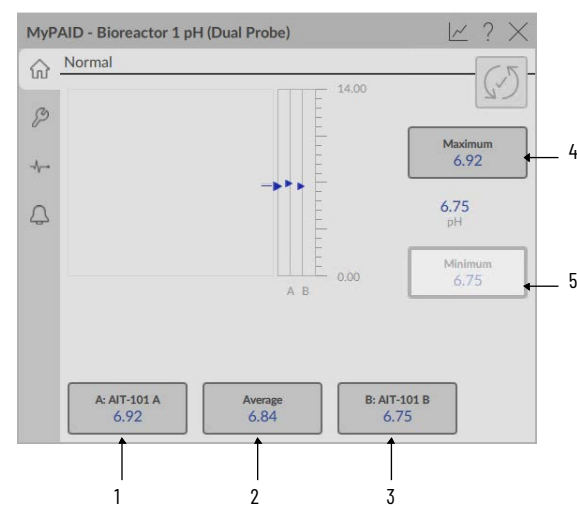 MyPAID - Bioreactor 1 pH (Dual Probe)
?
Normal
14.00
Maximum
6.92
4
6.75
pH
Minimum
6.75
5
0.00
A B
A: AIT-101 A
6.92
Average
6.84
B: AIT-101 B
6.75
1
2
3